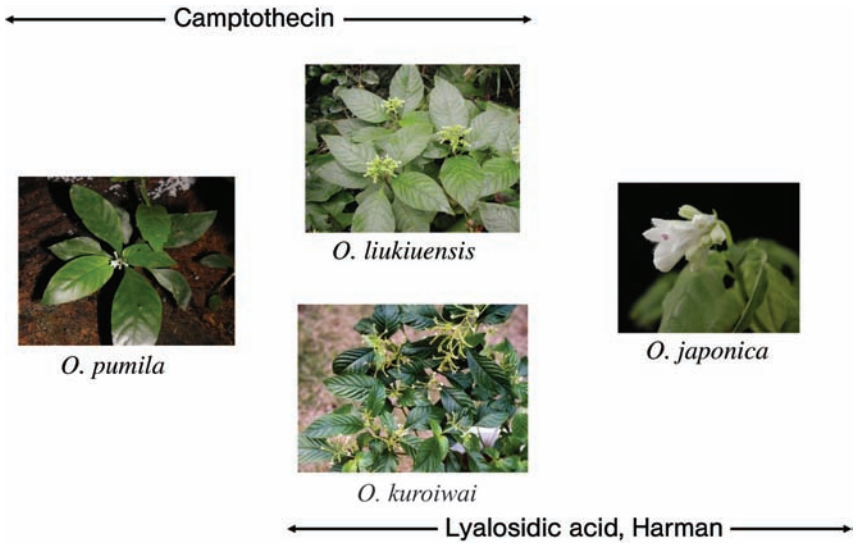 Camptothecin
O. liukiuensis
O. pumila
O. japonica
O. kuroiwai
Lyalosidic acid, Harman